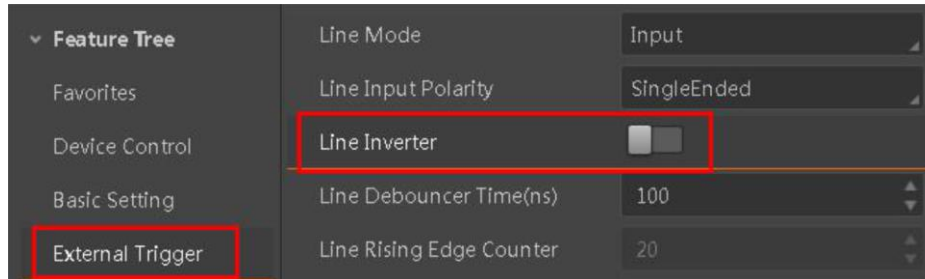 Feature Tree
Favorites
Device Control
Basic Setting
External Trigger
Line Mode Input
Line Input Polarity SingleEnded
Line Inverter
Line Debouncer Time(ns) 100
Line Rising Edge Counter 20